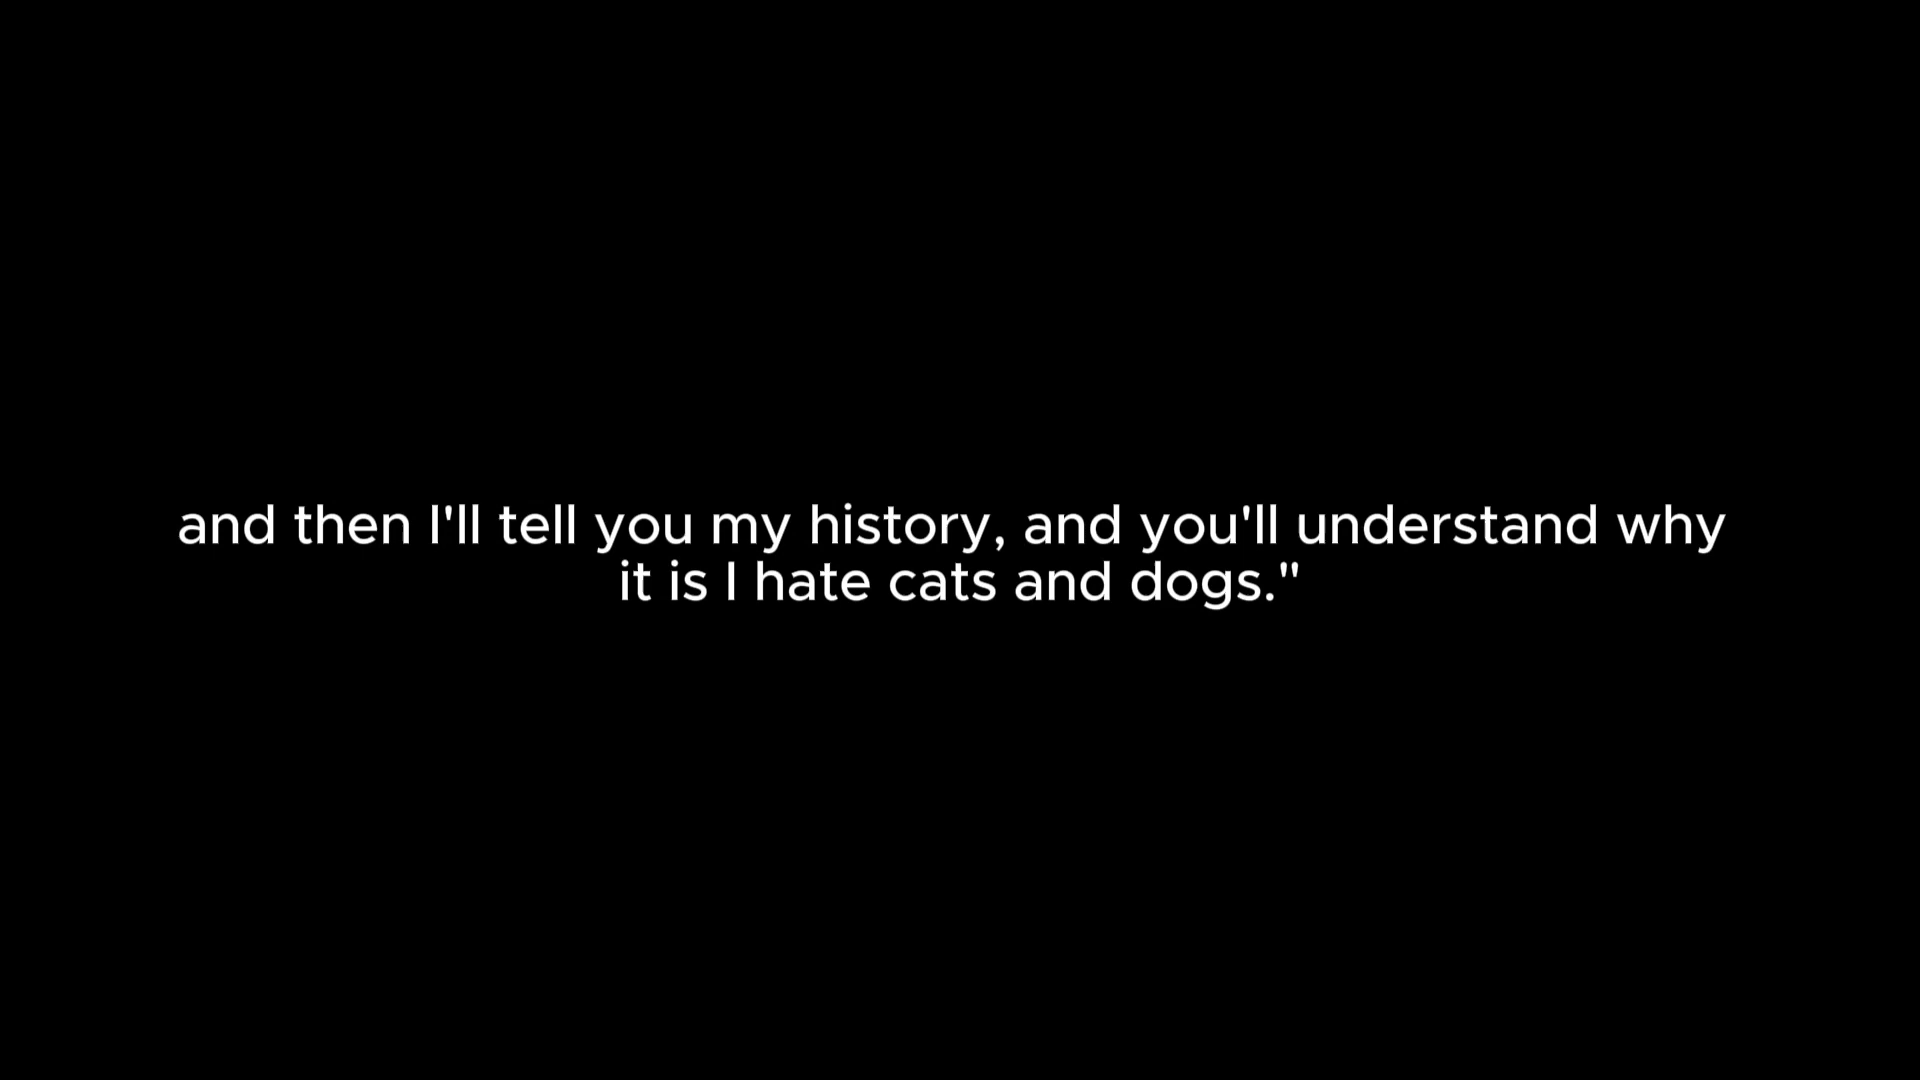 and then I'll tell you my history, and you'll understand why
it is I hate cats and dogs."